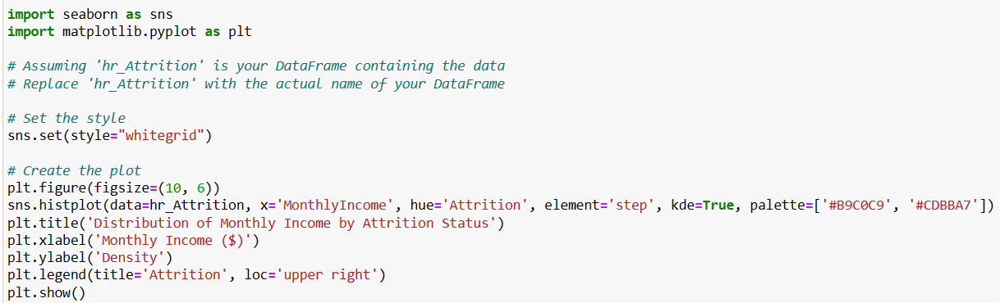 import seaborn as sns
import matplotlib.pyplot as plt
# Assuming 'hr_Attrition' is your DataFrame containing the data
# Replace 'hr_Attrition' with the actual name of your DataFrame
# Set the style
sns.set(style="whitegrid")
# Create the plot
plt.figure(figsize=(10, 6))
sns.histplot(data=hr_Attrition, x='MonthlyIncome', hue='Attrition', element='step', kde=True, palette=['#B9C0C9', '#CDBBA7'])
plt.title('Distribution of Monthly Income by Attrition Status')
plt.xlabel('Monthly Income ($)')
plt.ylabel('Density')
plt.legend(title='Attrition', loc='upper right')
plt.show()